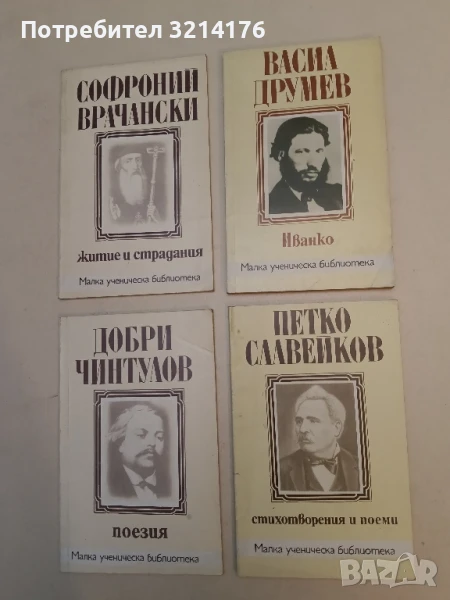 Потребител 3214176
СОФРОНИЙ
ВРАЧАНСКИ
житие и страдания
Малка ученическа библиотека
ВАСИЛ
ДРУМЕВ
Иванко
Малка ученическа библиотека
ДОБРИ
ЧИНТУЛОВ
поезия
Малка ученическа библиотека
ПЕТКО
СЛАВЕЙКОВ
стихотворения и поеми
Малка ученическа библиотека
BAZAR